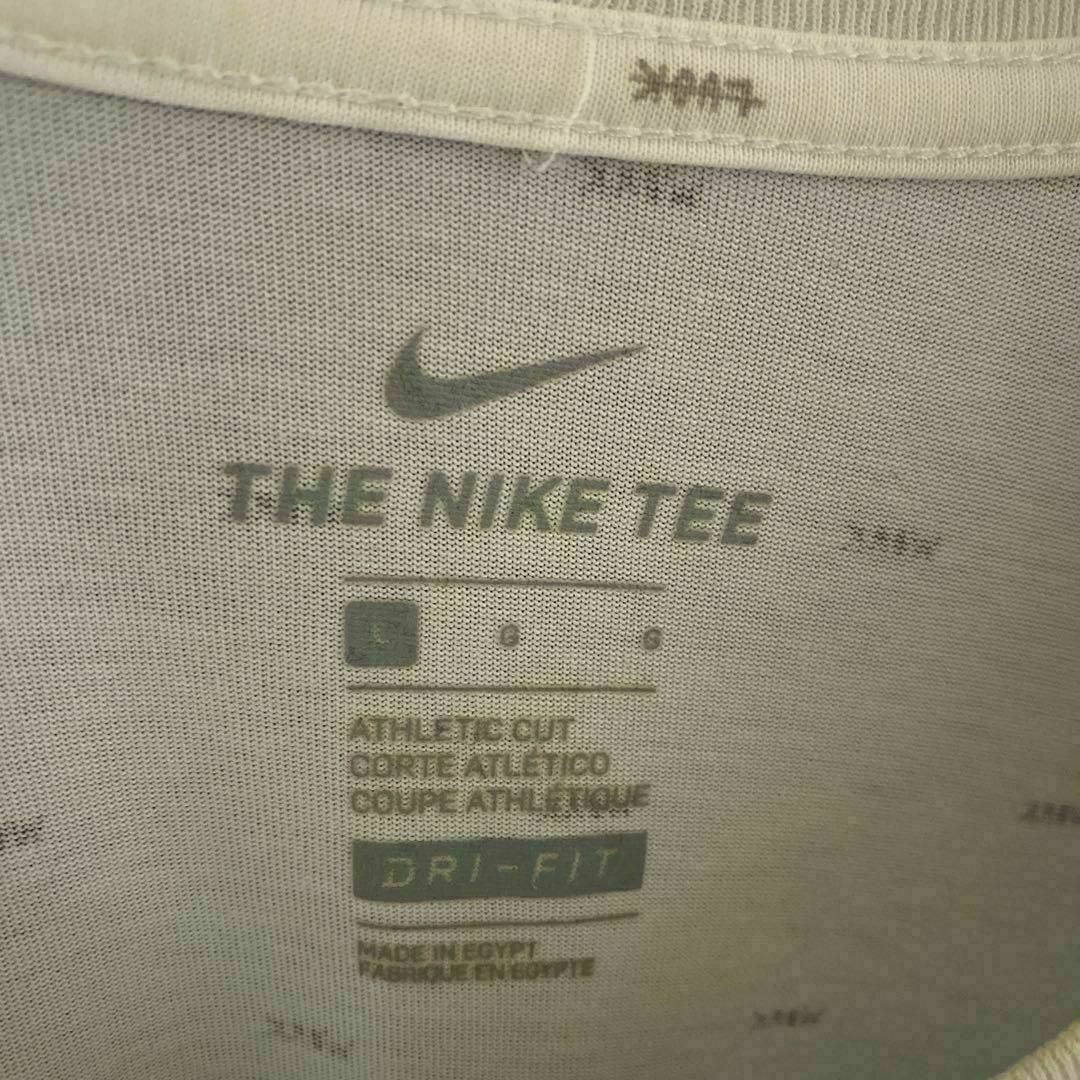 THE NIKE TEE
L G G
ATHLETIC CUT
CORTE ATLÉTICO
COUPE ATHLÉTIQUE
DRI-FIT
MADE IN EGYPT
FABRIQUE EN EGYPTE